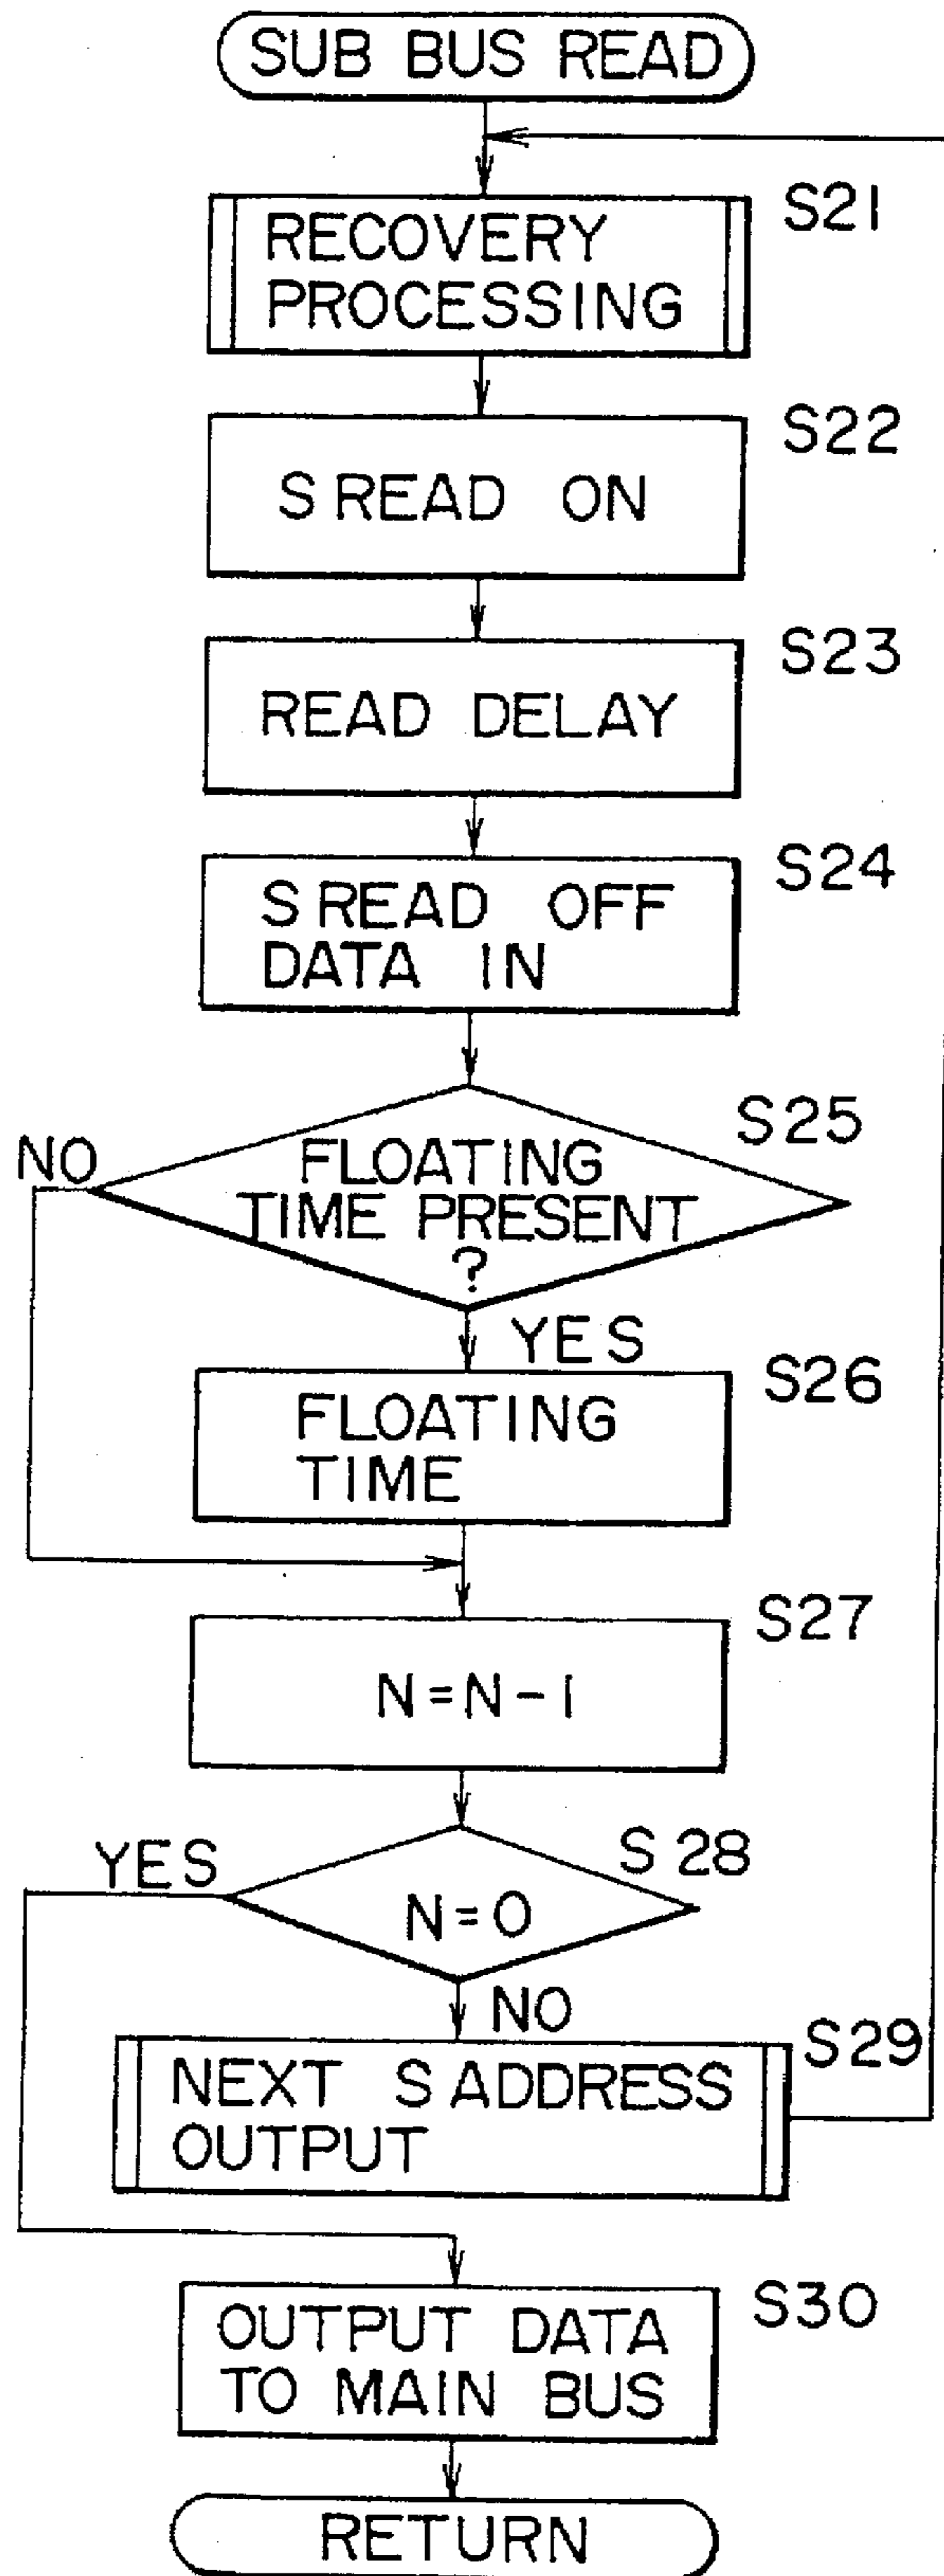 SUB BUS READ
S21
RECOVERY
PROCESSING
S22
S READ ON
S23
READ DELAY
S24
S READ OFF
DATA IN
S25
NO
FLOATING
TIME PRESENT
?
YES
S26
FLOATING
TIME
S27
N=N-1
S28
YES
N=0
NO
S29
NEXT S ADDRESS
OUTPUT
S30
OUTPUT DATA
TO MAIN BUS
RETURN